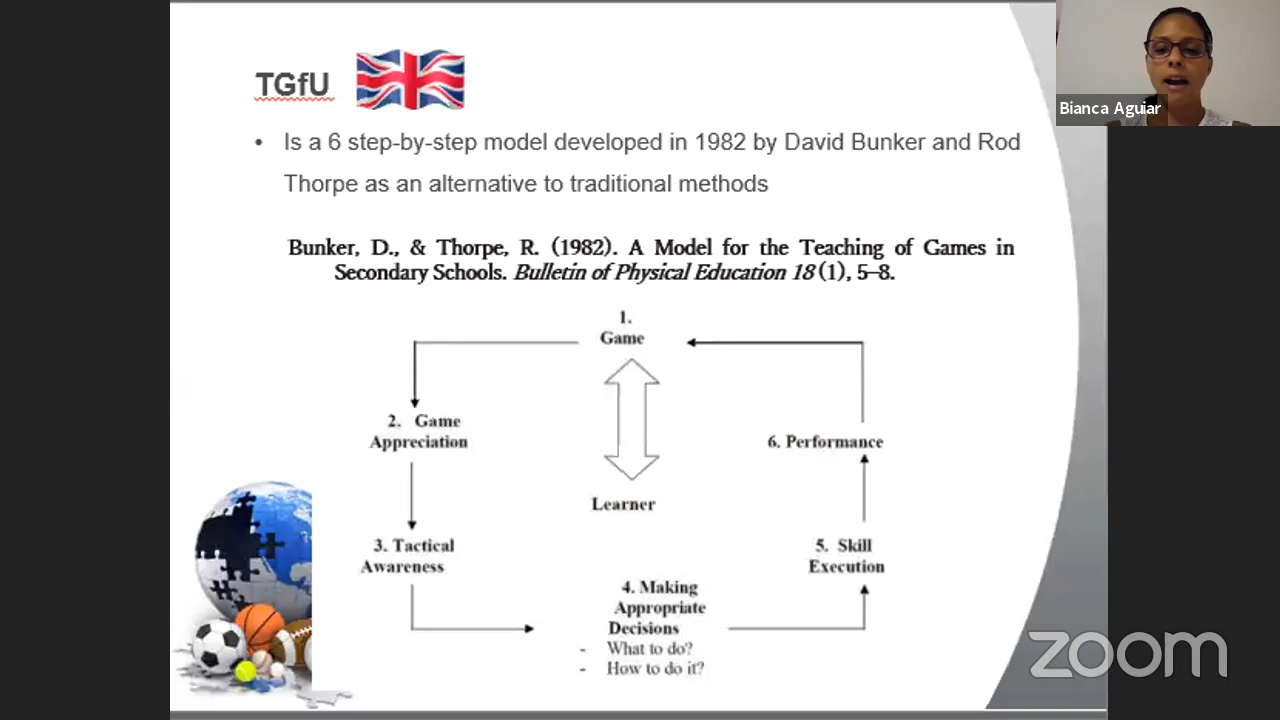 TGfU
• Is a 6 step-by-step model developed in 1982 by David Bunker and Rod
Thorpe as an alternative to traditional methods
Bunker, D., & Thorpe, R. (1982). A Model for the Teaching of Games in
Secondary Schools. Bulletin of Physical Education 18 (1), 5–8.
1.
Game
2. Game
Appreciation
3. Tactical
Awareness
4. Making
Appropriate
Decisions
- What to do?
- How to do it?
5. Skill
Execution
6. Performance
Learner
Bianca Aguiar
zoom